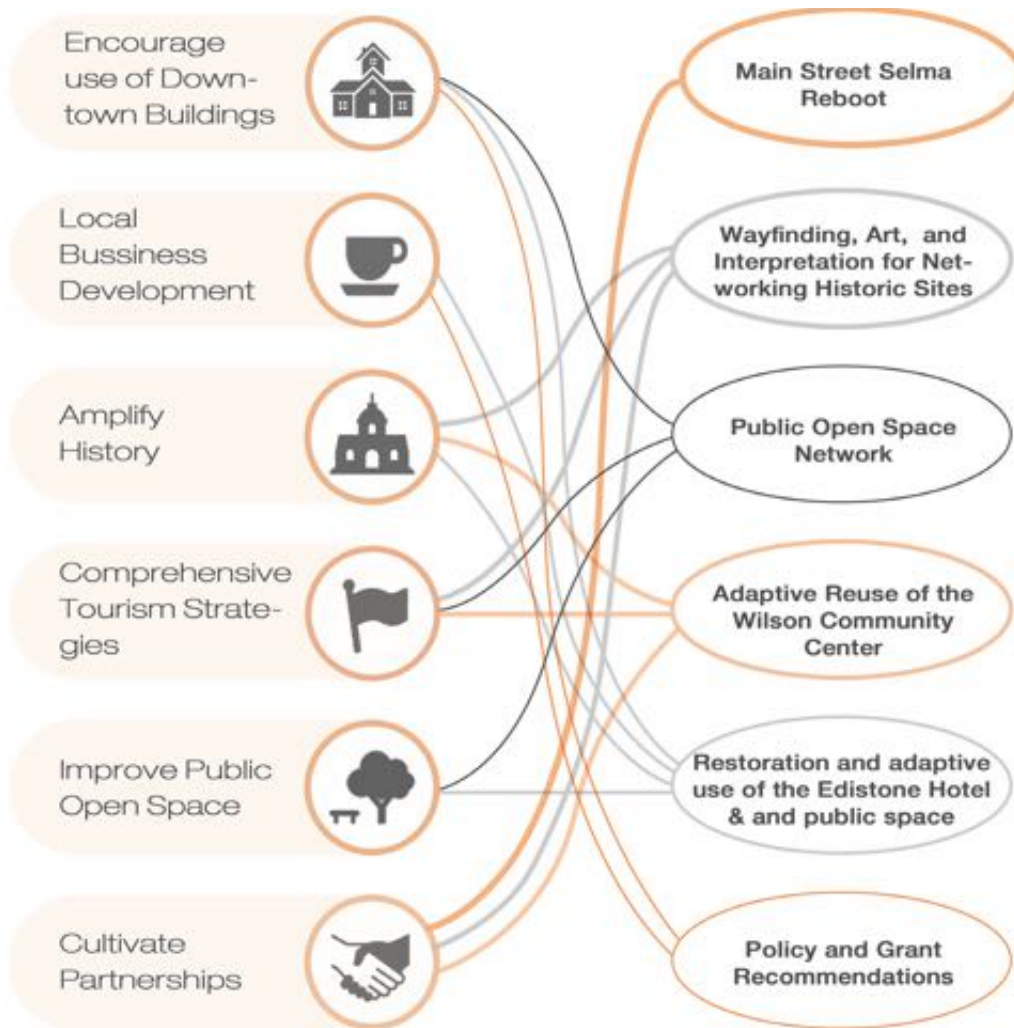 Encourage
use of Down-
town Buildings
Local
Bussiness
Development
Amplify
History
Comprehensive
Tourism Strate-
gies
Improve Public
Open Space
Cultivate
Partnerships
Main Street Selma
Reboot
Wayfinding, Art, and
Interpretation for Net-
working Historic Sites
Public Open Space
Network
Adaptive Reuse of the
Wilson Community
Center
Restoration and adaptive
use of the Edistone Hotel
& and public space
Policy and Grant
Recommendations